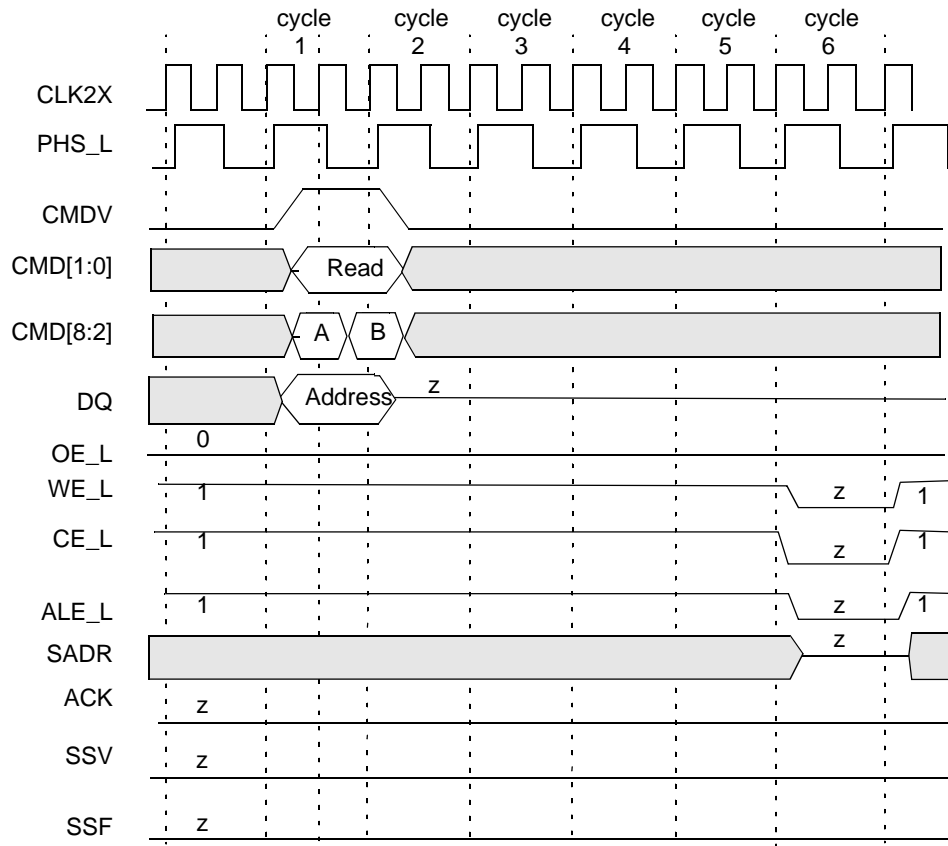 cycle cycle cycle cycle cycle cycle
1 2 3 4 5 6
CLK2X
PHS_L
CMDV
CMD[1:0] Read
CMD[8:2] A B
DQ Address z
OE_L 0
WE_L 1 z 1
CE_L 1 z 1
ALE_L 1 z 1
SADR z
ACK z
SSV z
SSF z